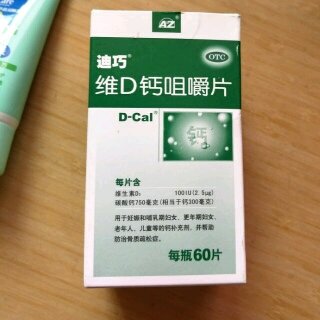 AZ
迪巧®
OTC
维D钙咀嚼片
D-Cal®
钙
每片含
维生素D₃ 100IU(2.5μg)
碳酸钙750毫克(相当于钙300毫克)
用于妊娠和哺乳期妇女、更年期妇女、
老年人、儿童等的钙补充剂，并帮助
防治骨质疏松症。
每瓶60片